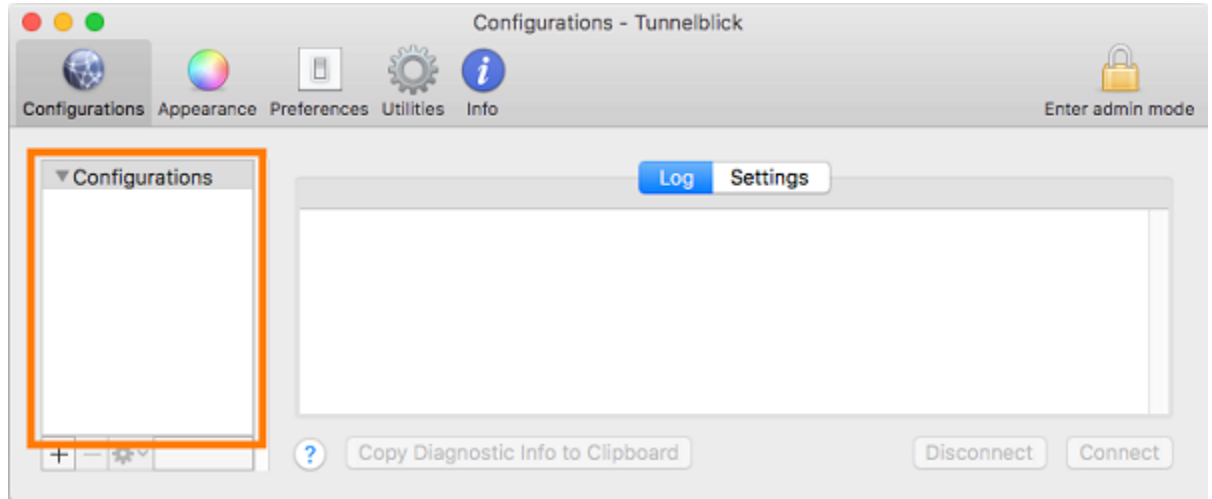 Configurations - Tunnelblick
Configurations Appearance Preferences Utilities Info Enter admin mode
Configurations
Log Settings
+ - ? Copy Diagnostic Info to Clipboard Disconnect Connect